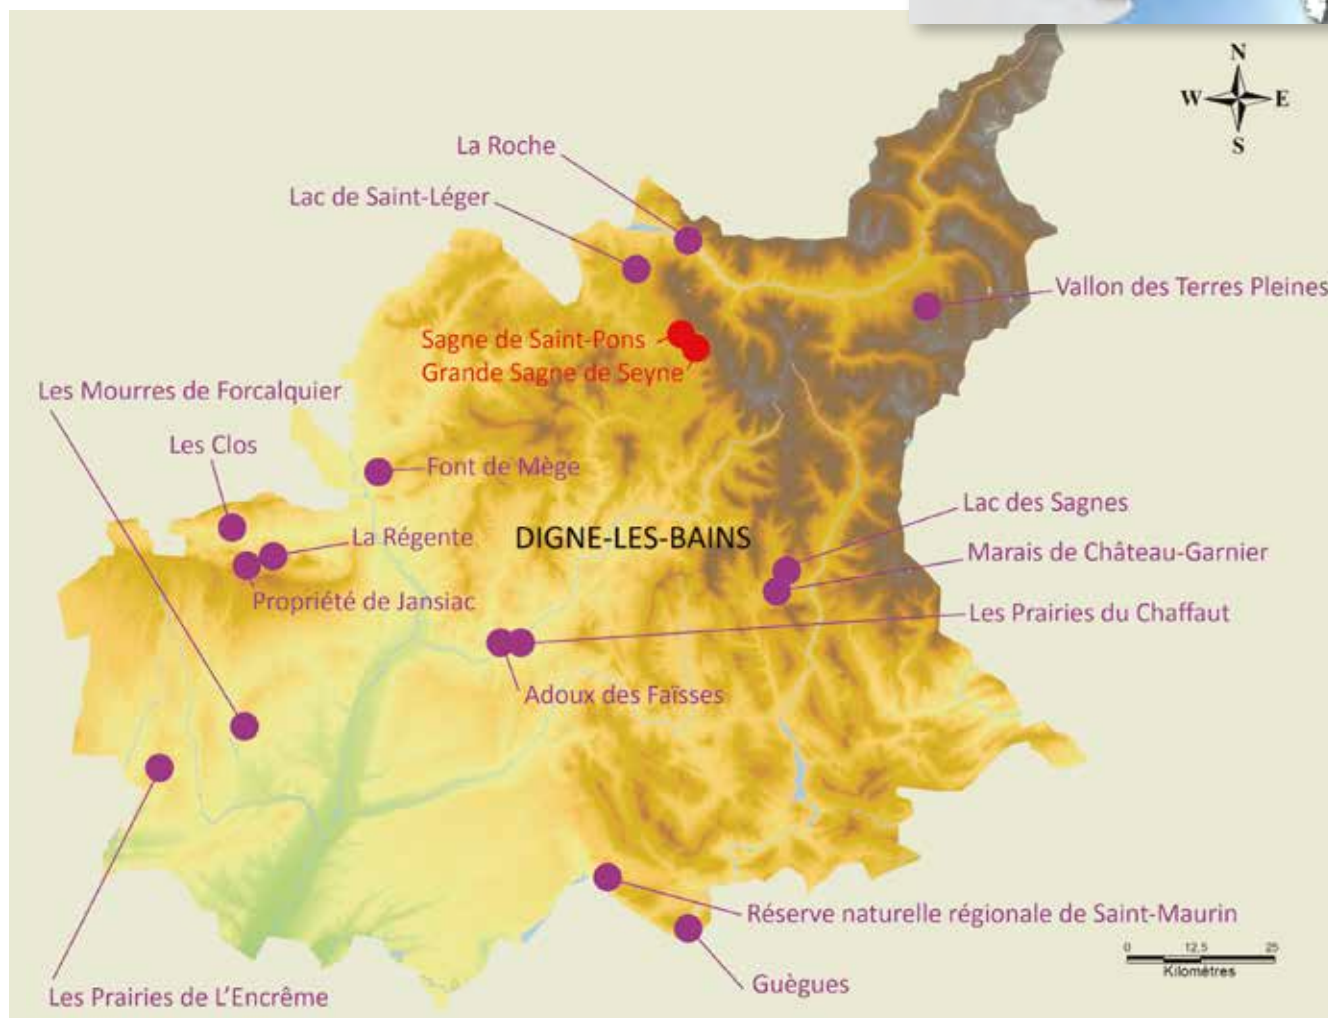 N
W E
S
La Roche
Lac de Saint-Léger
Vallon des Terres Pleines
Sagne de Saint-Pons
Grande Sagne de Seyne
Les Mourres de Forcalquier
Les Clos
Font de Mège
Lac des Sagnes
La Régente
DIGNE-LES-BAINS
Marais de Château-Garnier
Propriété de Jansiac
Les Prairies du Chaffaut
Adoux des Faïsses
Réserve naturelle régionale de Saint-Maurin
0 12,5 25
Kilomètres
Guègues
Les Prairies de L'Encrême